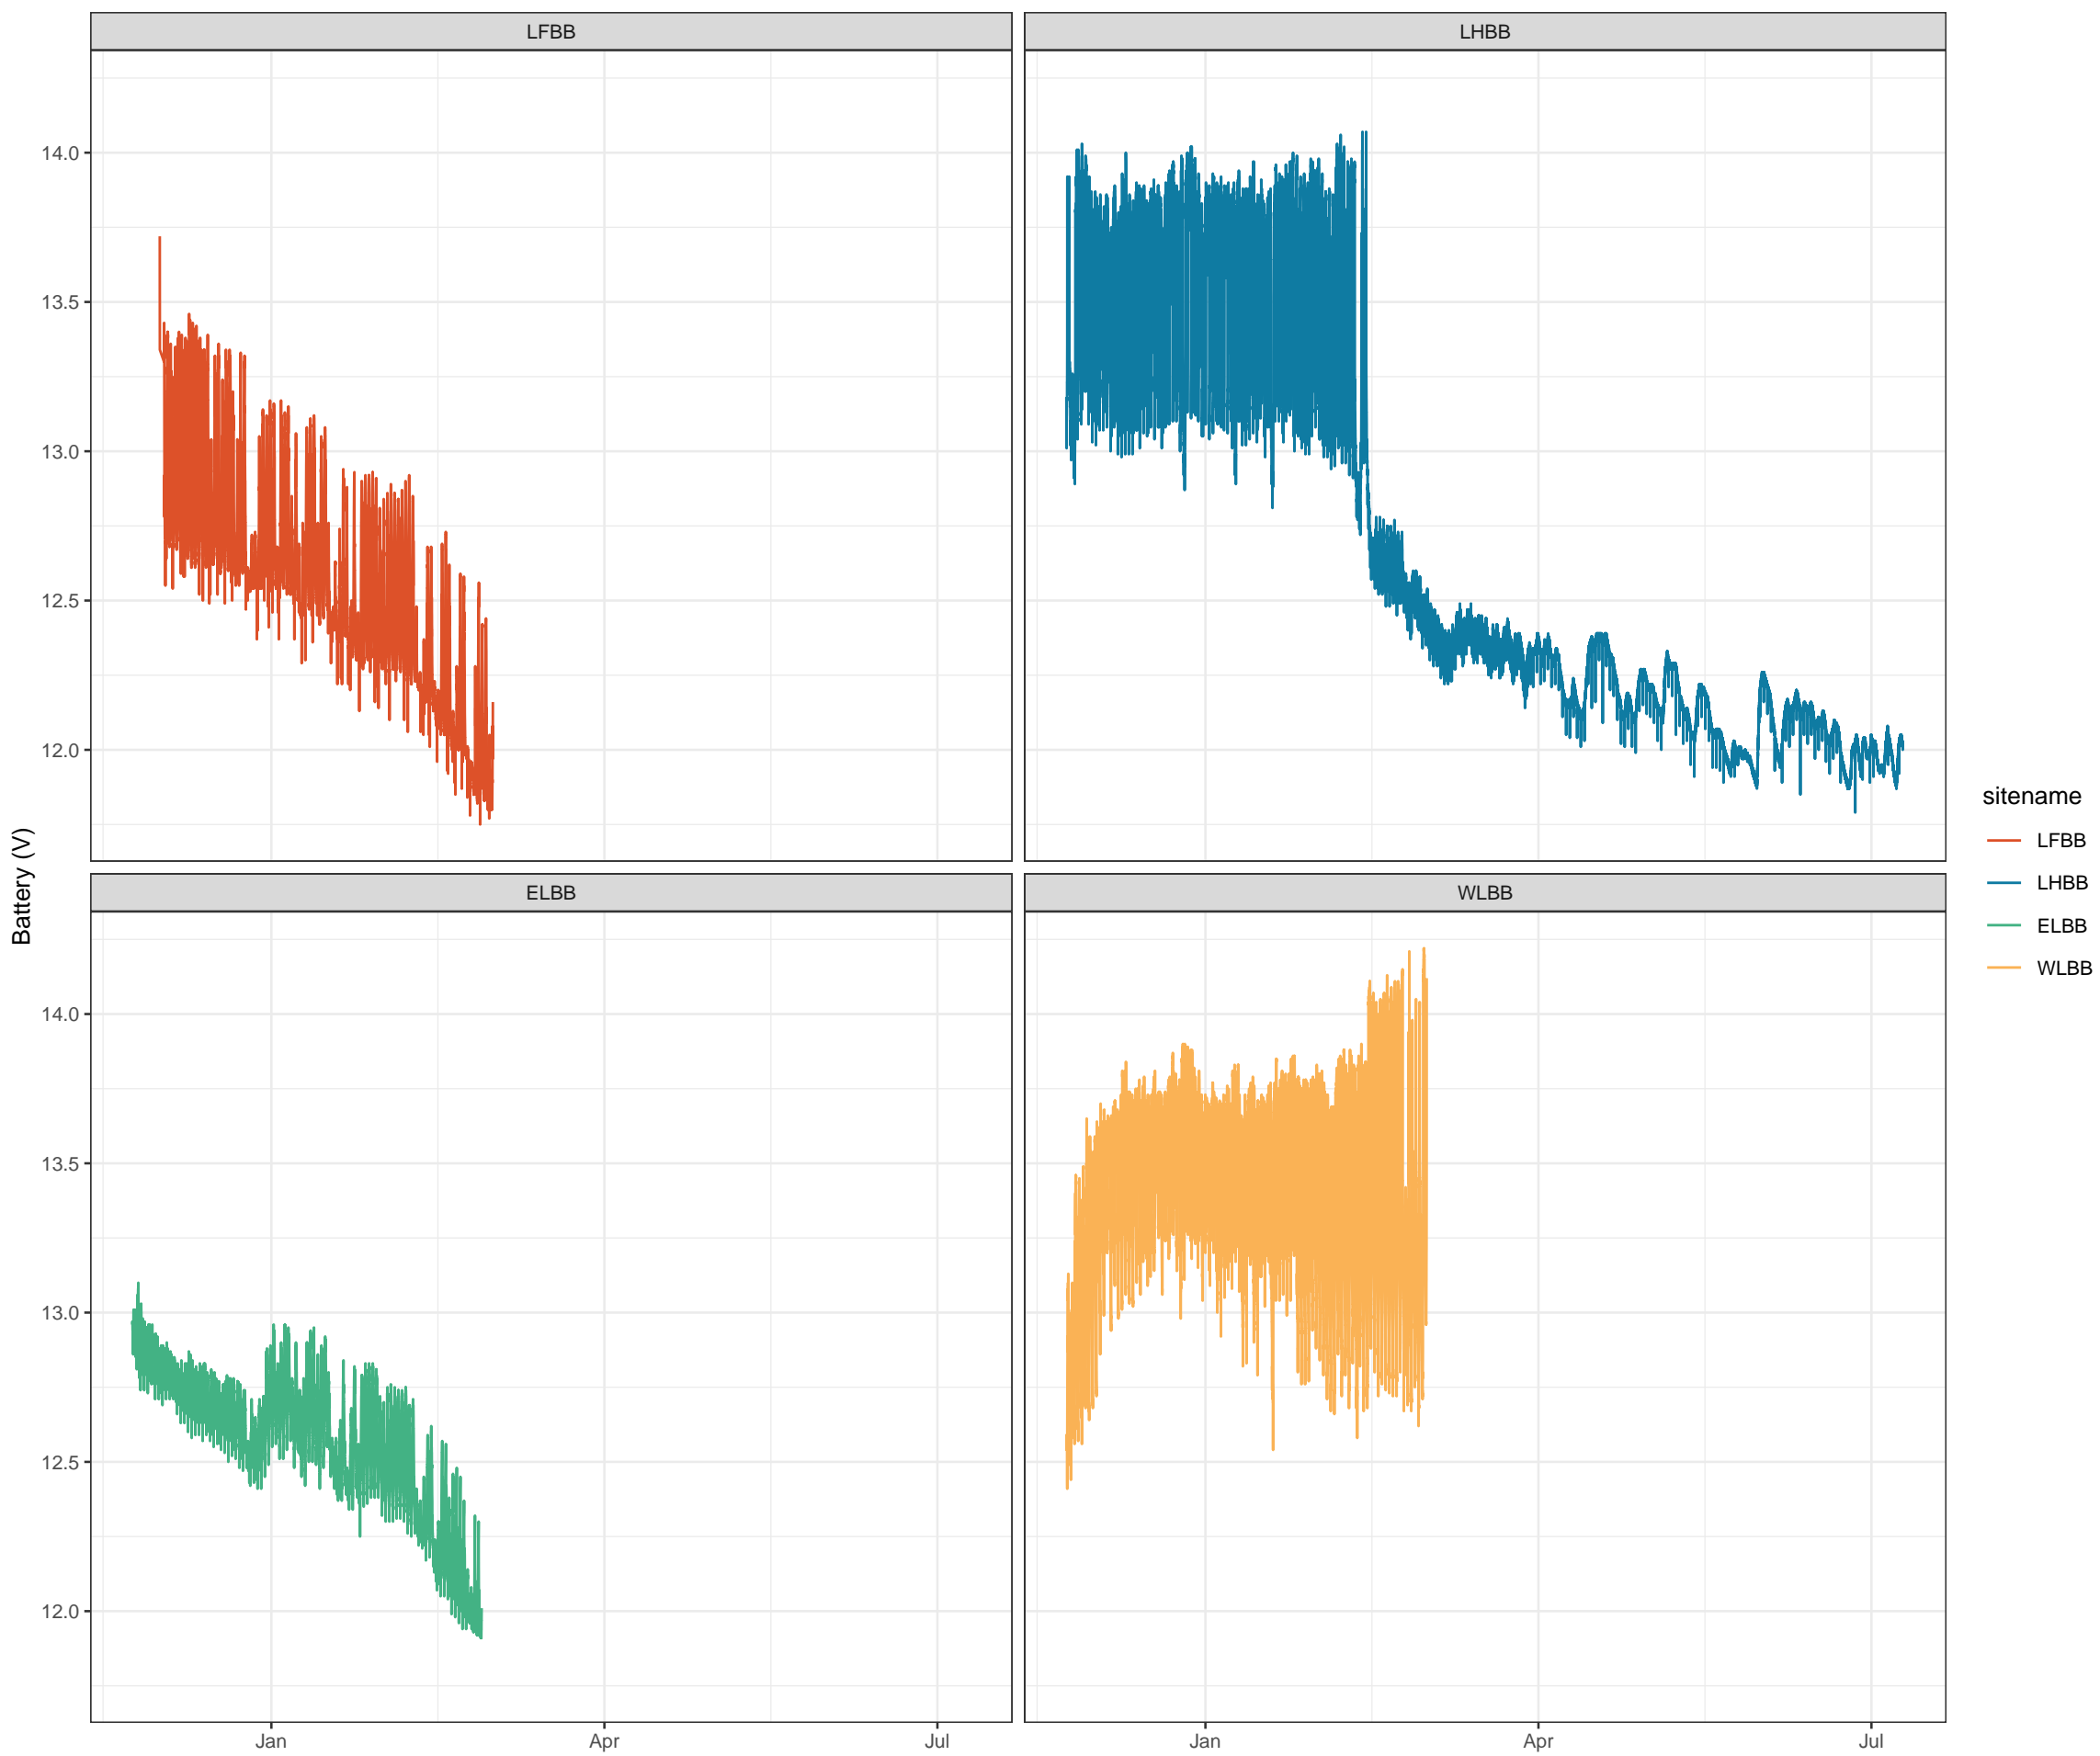 LFBB
LHBB
14.0
13.5
13.0
12.5
12.0
ELBB
WLBB
14.0
13.5
13.0
12.5
12.0
Jan
Apr
Jul
Jan
Apr
Jul
Battery (V)
sitename
LFBB
LHBB
ELBB
WLBB